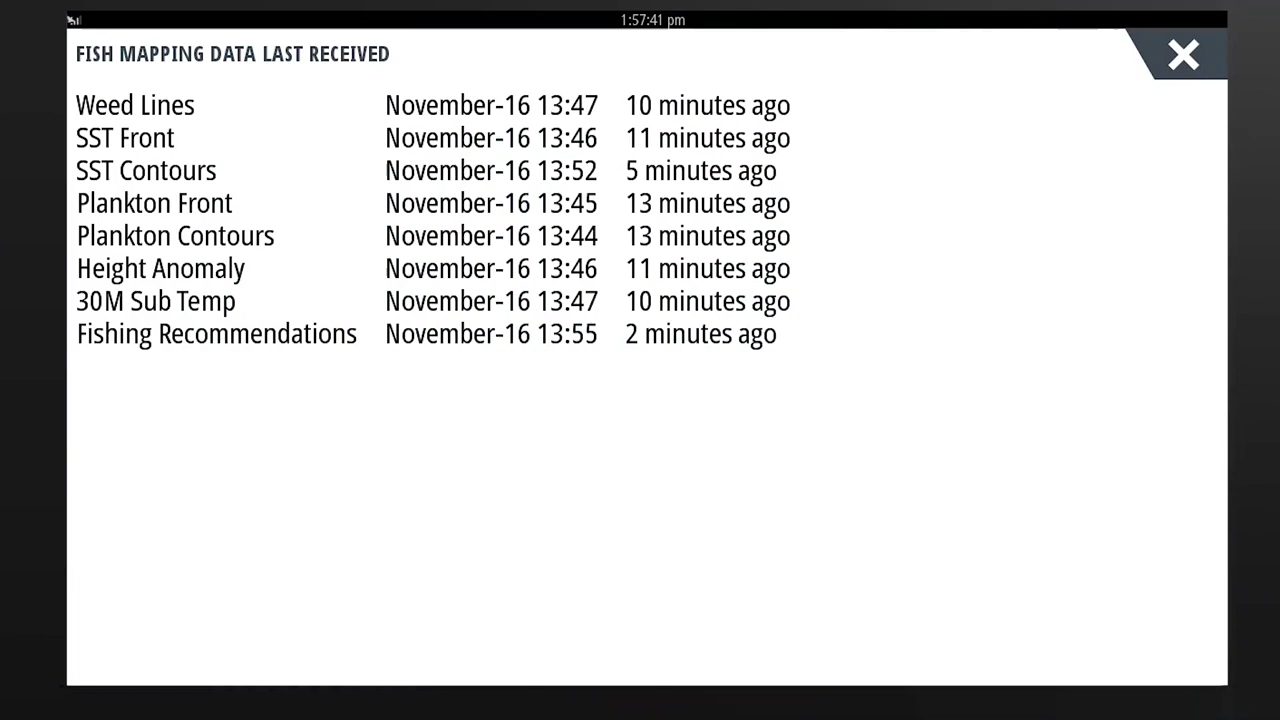 1:57:41 pm
FISH MAPPING DATA LAST RECEIVED
Weed Lines November-16 13:47 10 minutes ago
SST Front November-16 13:46 11 minutes ago
SST Contours November-16 13:52 5 minutes ago
Plankton Front November-16 13:45 13 minutes ago
Plankton Contours November-16 13:44 13 minutes ago
Height Anomaly November-16 13:46 11 minutes ago
30M Sub Temp November-16 13:47 10 minutes ago
Fishing Recommendations November-16 13:55 2 minutes ago